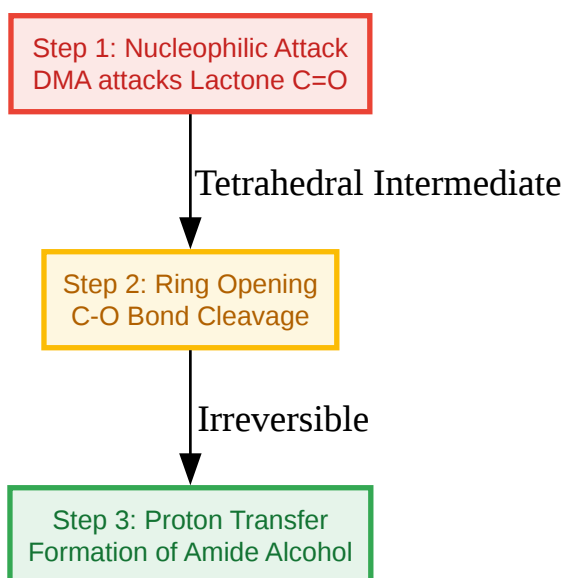 Step 1: Nucleophilic Attack
DMA attacks Lactone C=O
Tetrahedral Intermediate
Step 2: Ring Opening
C-O Bond Cleavage
Irreversible
Step 3: Proton Transfer
Formation of Amide Alcohol